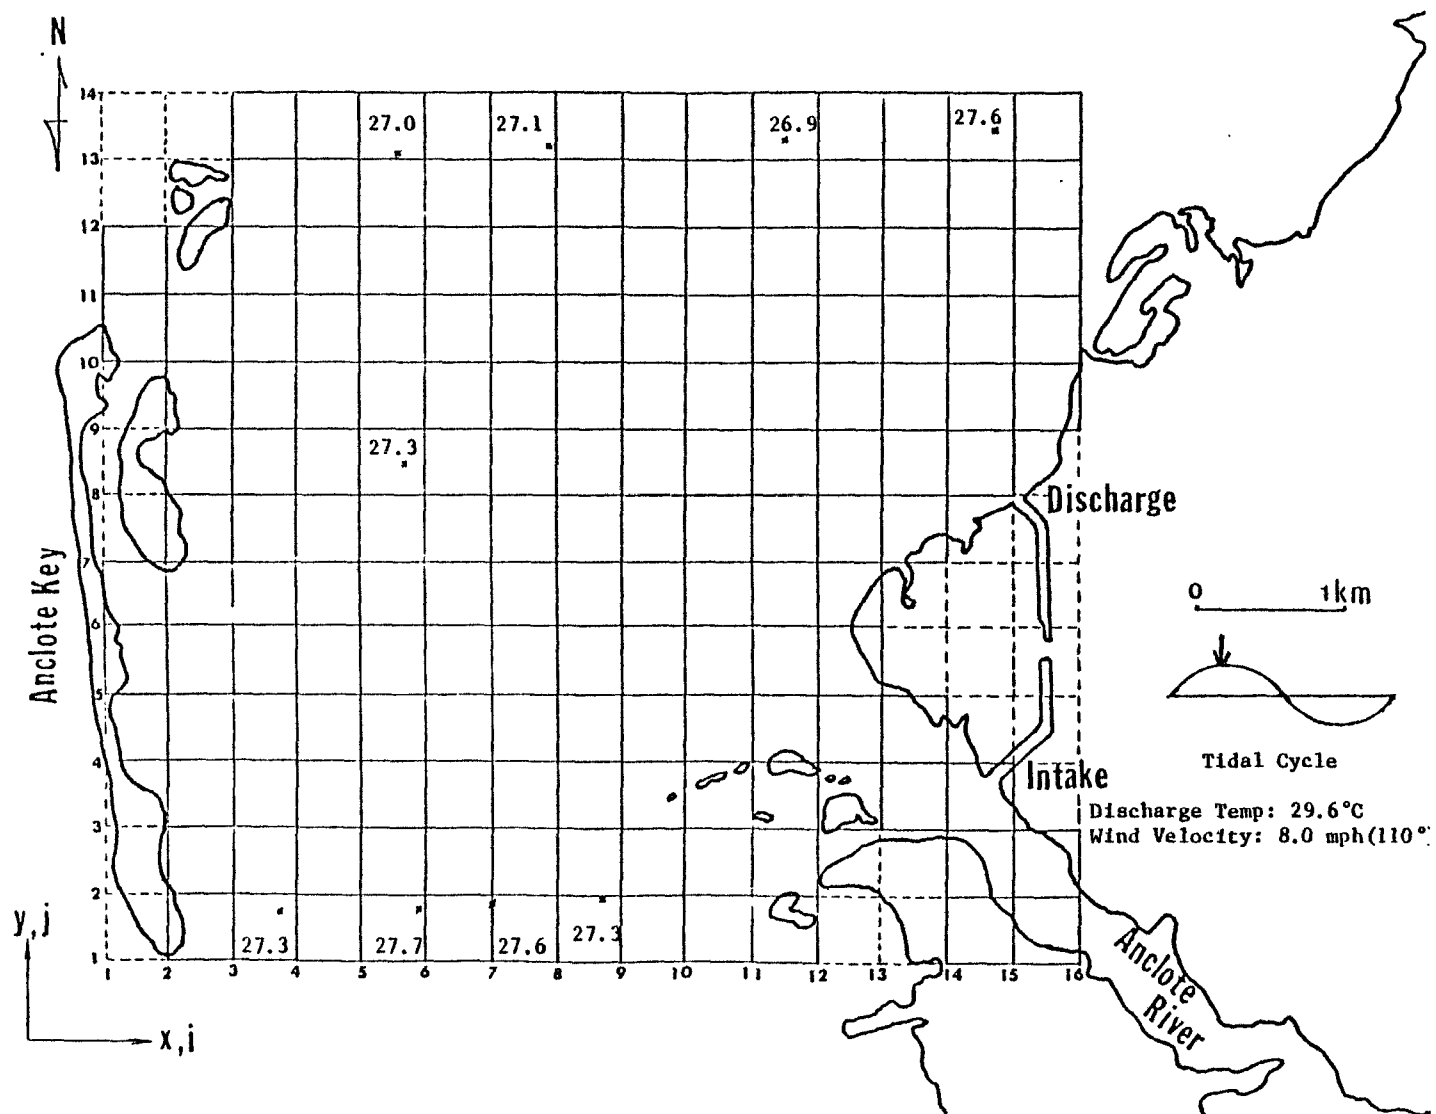 N
14
27.0
27.1
26.9
27.6
13
12
11
10
9
27.3
8
Discharge
7
Anclote Key
0 1km
6
5
4
Tidal Cycle
Intake
Discharge Temp: 29.6°C
3
Wind Velocity: 8.0 mph(110°
2
y,j
27.3
27.7
27.6
27.3
1
1 2 3 4 5 6 7 8 9 10 11 12 13 14 15 16
Anclote
River
x,i